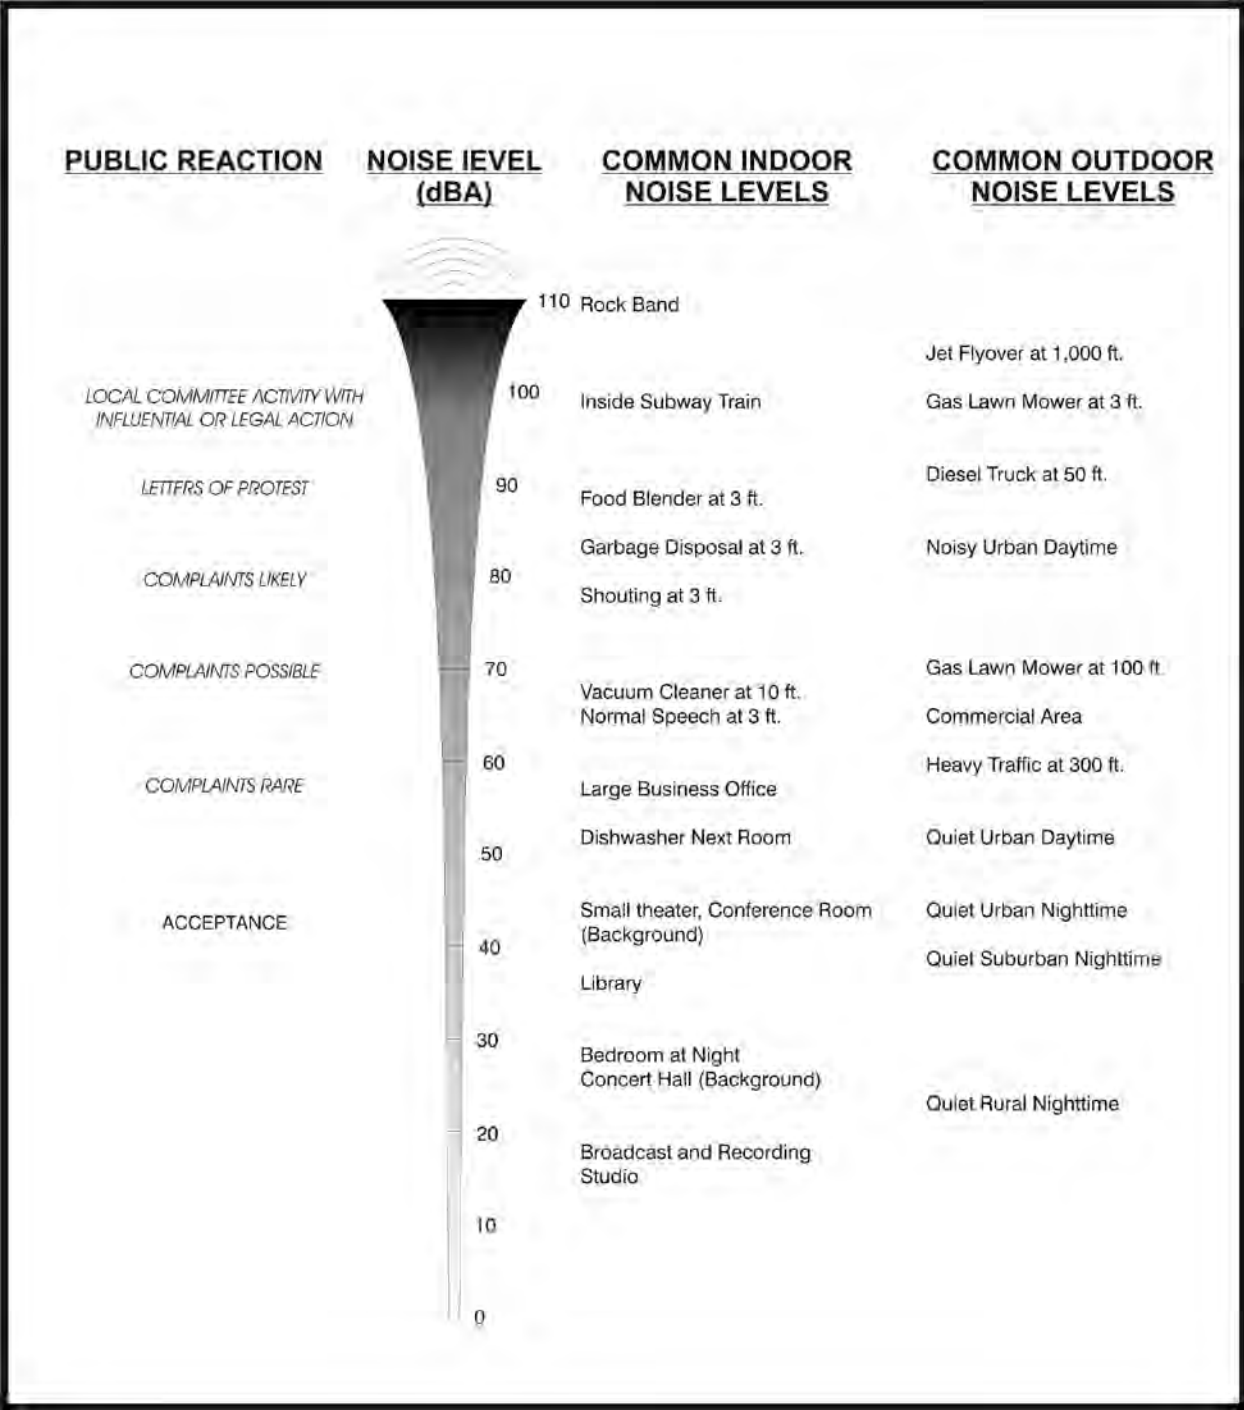 PUBLIC REACTION
NOISE lEVEL
(dBA)
COMMON INDOOR
NOISE LEVELS
COMMON OUTDOOR
NOISE LEVELS
110 Rock Band
Jet Flyover at 1,000 ft.
LOCAL COMMITTEE ACTIVITY WITH
INFLUENTIAL OR LEGAL ACTION
100
Inside Subway Train
Gas Lawn Mower at 3 ft.
LETTERS OF PROTEST
90
Food Blender at 3 ft.
Diesel Truck at 50 ft.
Garbage Disposal at 3 ft.
Noisy Urban Daytime
COMPLAINTS LIKELY
80
Shouting at 3 ft.
COMPLAINTS POSSIBLE
70
Gas Lawn Mower at 100 ft
Vacuum Cleaner at 10 ft.
Normal Speech at 3 ft.
Commercial Area
60
Heavy Traffic at 300 ft.
COMPLAINTS RARE
Large Business Office
Dishwasher Next Room
Quiet Urban Daytime
50
ACCEPTANCE
Small theater, Conference Room
(Background)
Quiet Urban Nighttime
40
Quiet Suburban Nighttime
Library
30
Bedroom at Night
Concert Hall (Background)
Quiet Rural Nighttime
20
Broadcast and Recording
Studio
10
0